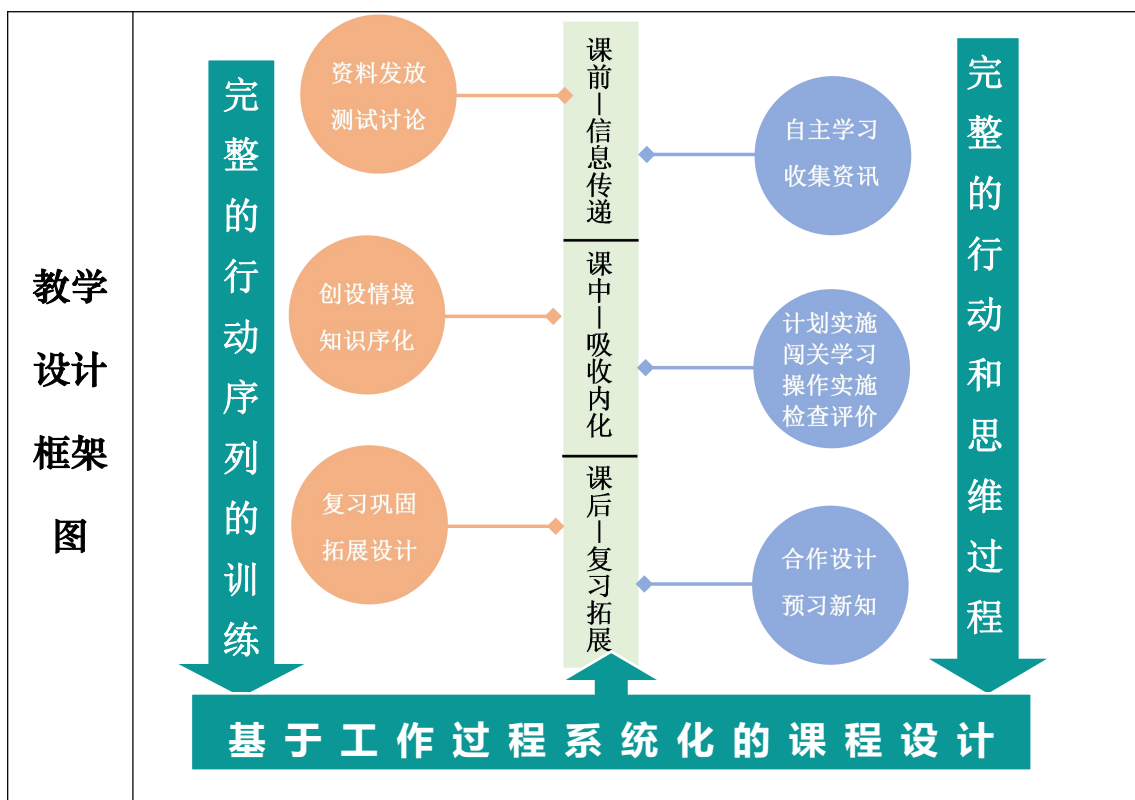 教学
设计
框架
图
完整的行动序列的训练
资料发放
测试讨论
创设情境
知识序化
复习巩固
拓展设计
课前—信息传递
课中—吸收内化
课后—复习拓展
自主学习
收集资讯
计划实施
闯关学习
操作实施
检查评价
合作设计
预习新知
完整的行动和思维过程
基于工作过程系统化的课程设计